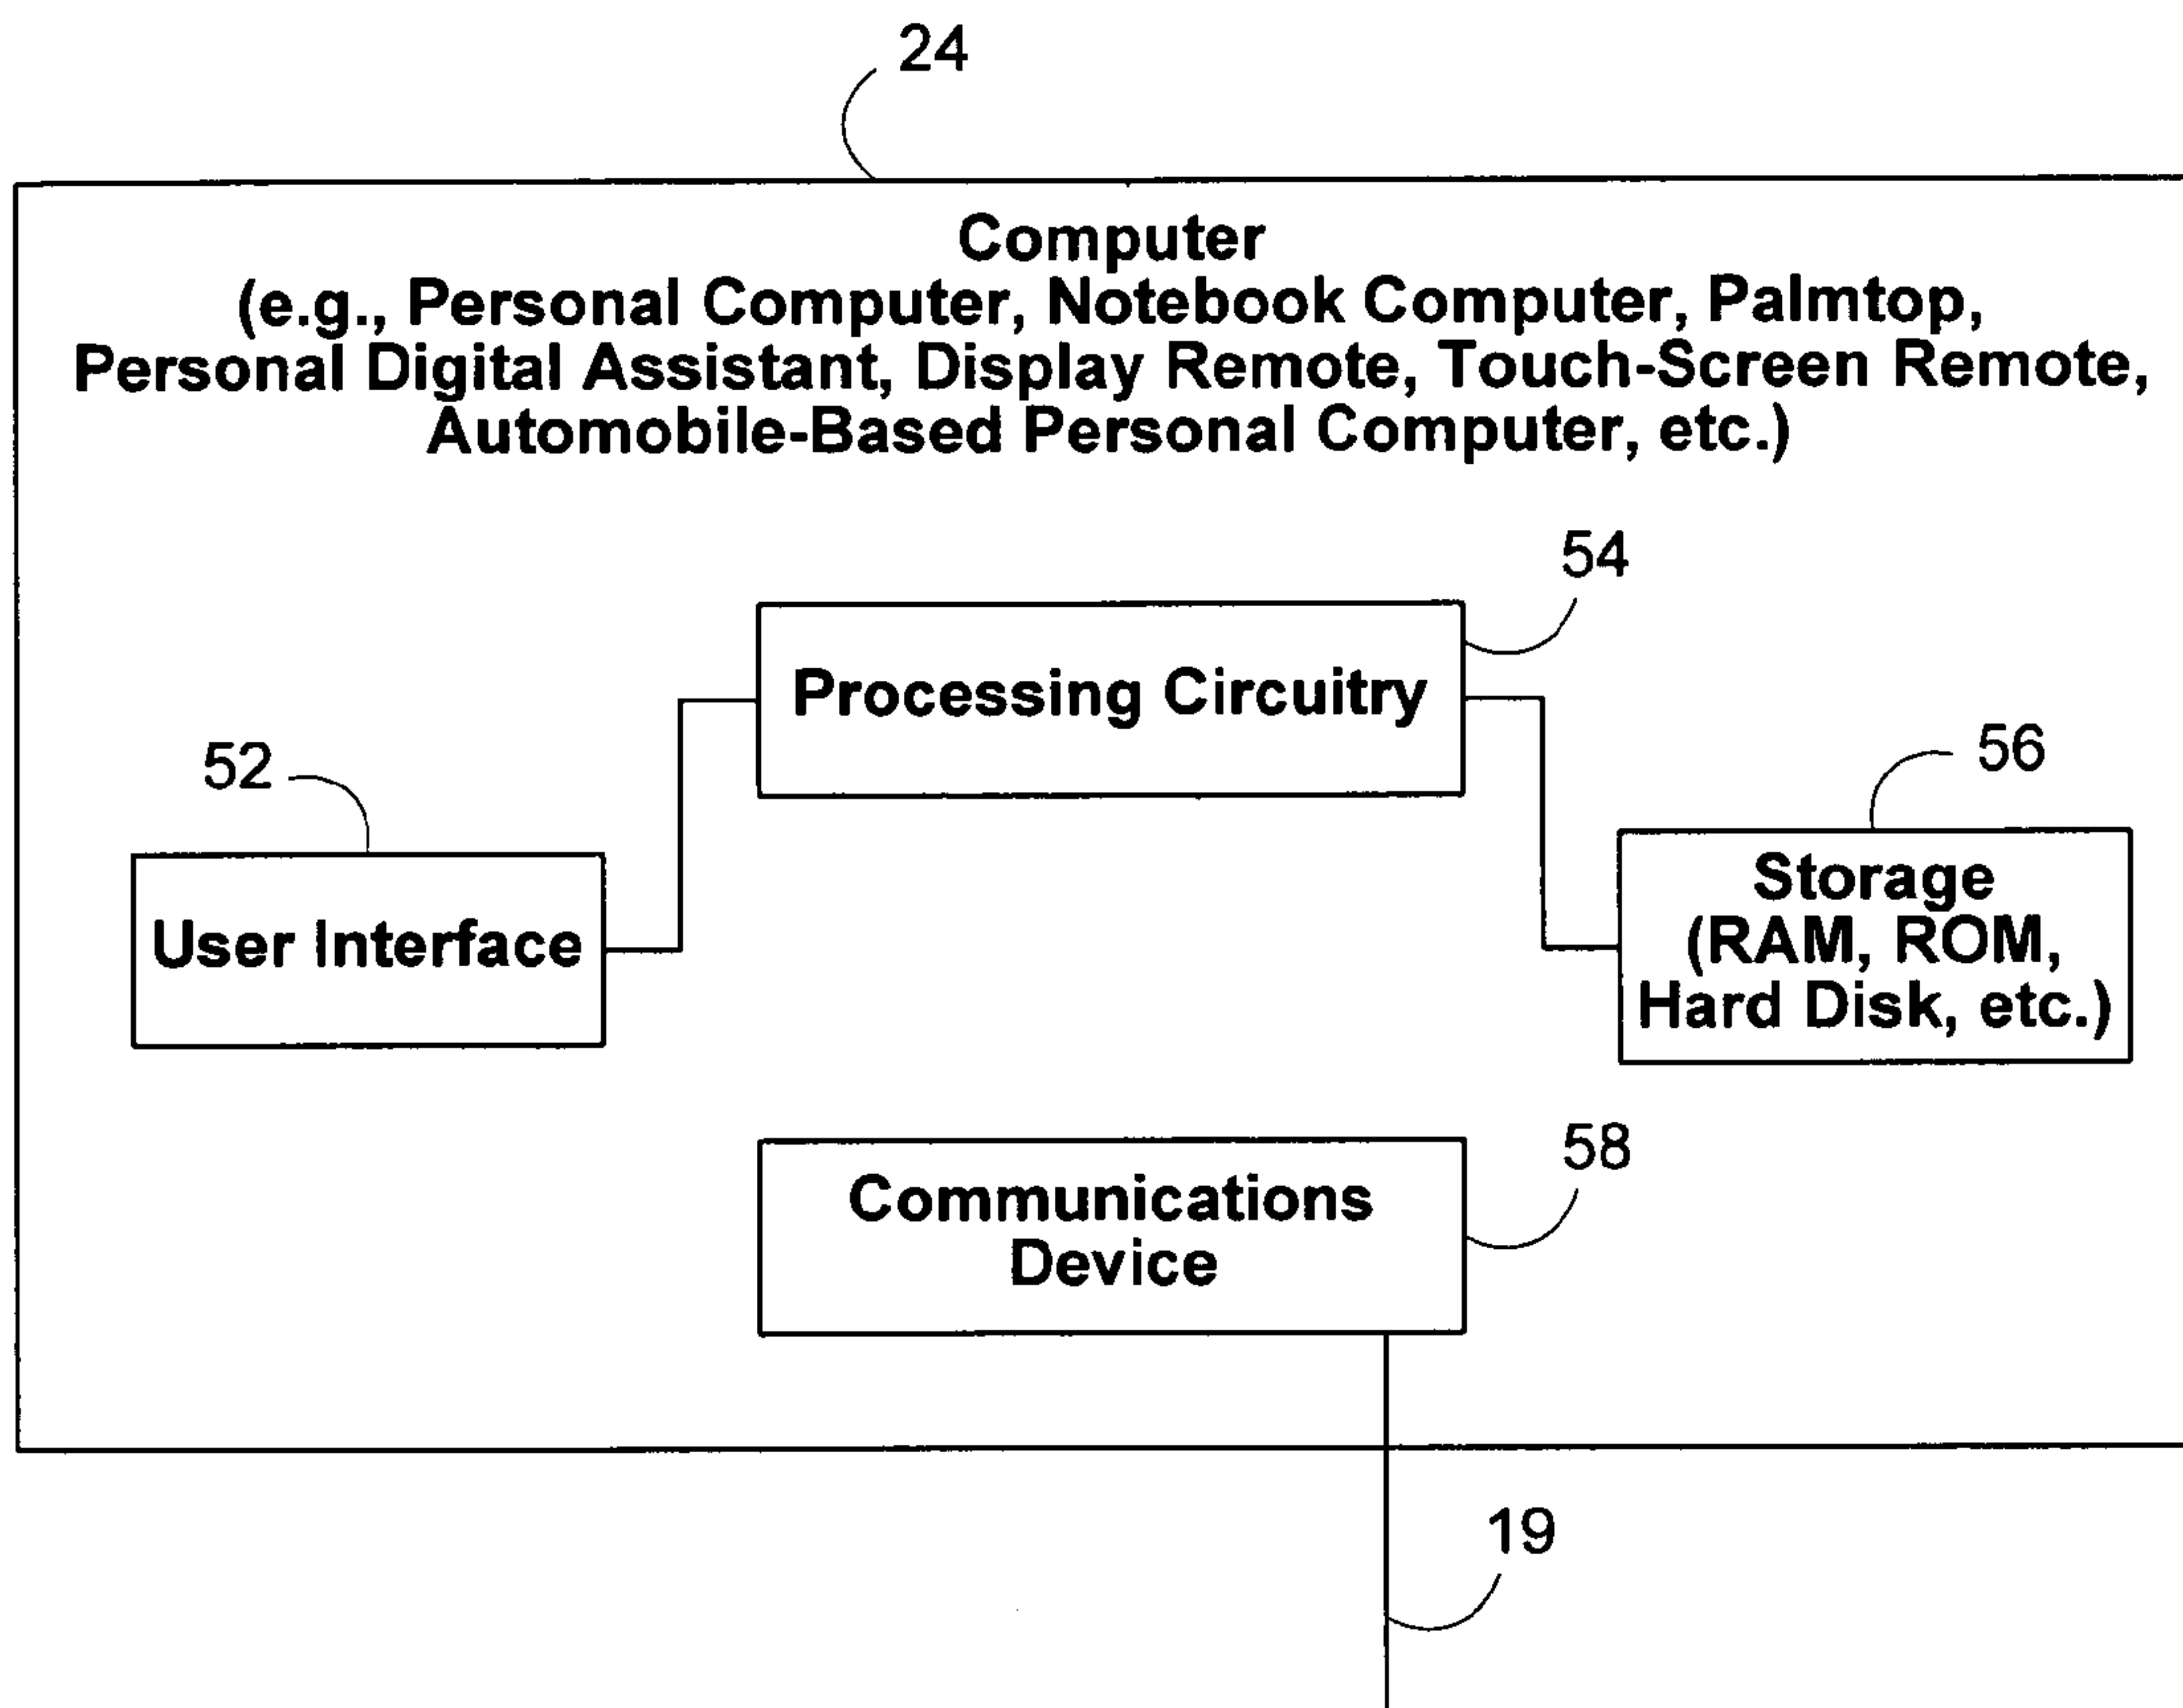 24
Computer
(e.g., Personal Computer, Notebook Computer, Palmtop,
Personal Digital Assistant, Display Remote, Touch-Screen Remote,
Automobile-Based Personal Computer, etc.)
54
Processing Circuitry
52
User Interface
56
Storage
(RAM, ROM,
Hard Disk, etc.)
58
Communications
Device
19